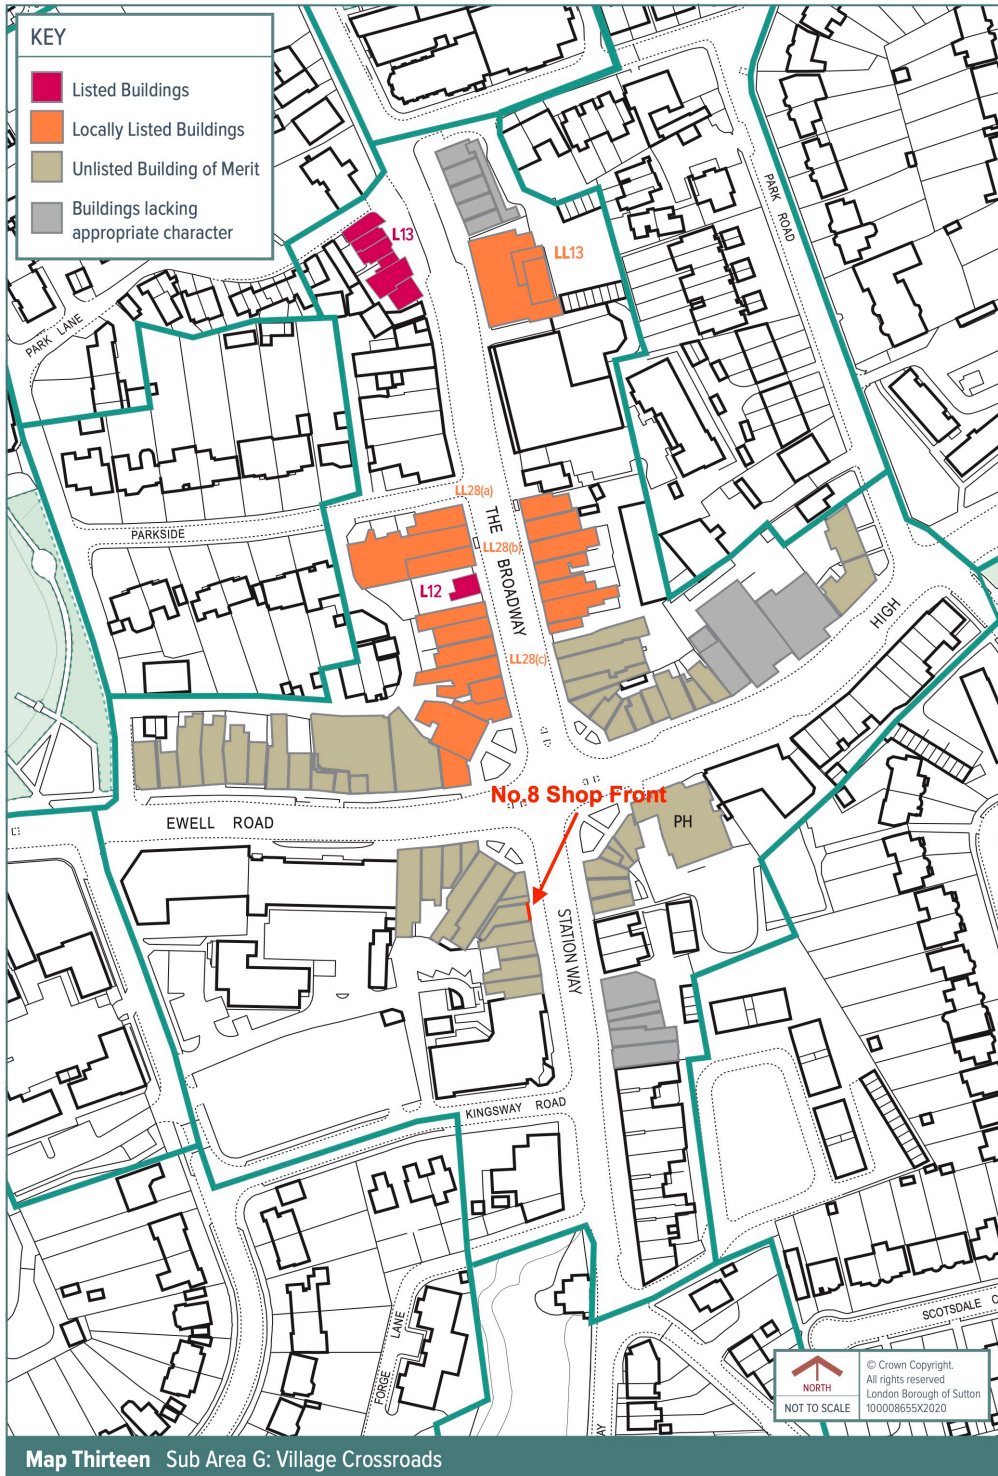 KEY
Listed Buildings
Locally Listed Buildings
Unlisted Building of Merit
Buildings lacking
appropriate character
L13
LL13
PARK ROAD
PARK LANE
LL28(a)
THE BROADWAY
PARKSIDE
LL28(b)
L12
HIGH
LL28(c)
No.8 Shop Front
EWELL ROAD
PH
STATION WAY
KINGSWAY ROAD
FORGE LANE
SCOTSDALE C
AY
NORTH
NOT TO SCALE
© Crown Copyright.
All rights reserved
London Borough of Sutton
100008655X2020
Map Thirteen Sub Area G: Village Crossroads